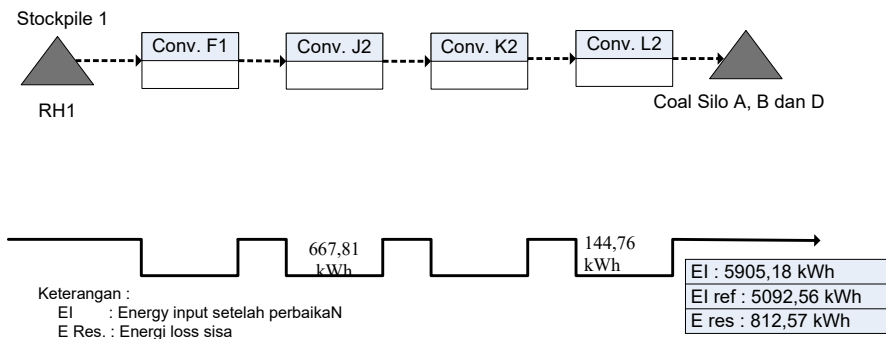 Stockpile 1
Conv. F1
Conv. J2
Conv. K2
Conv. L2
RH1
Coal Silo A, B dan D
667,81
kWh
144,76
kWh
EI : 5905,18 kWh
EI ref : 5092,56 kWh
E res : 812,57 kWh
Keterangan :
EI : Energy input setelah perbaikaN
E Res. : Energi loss sisa